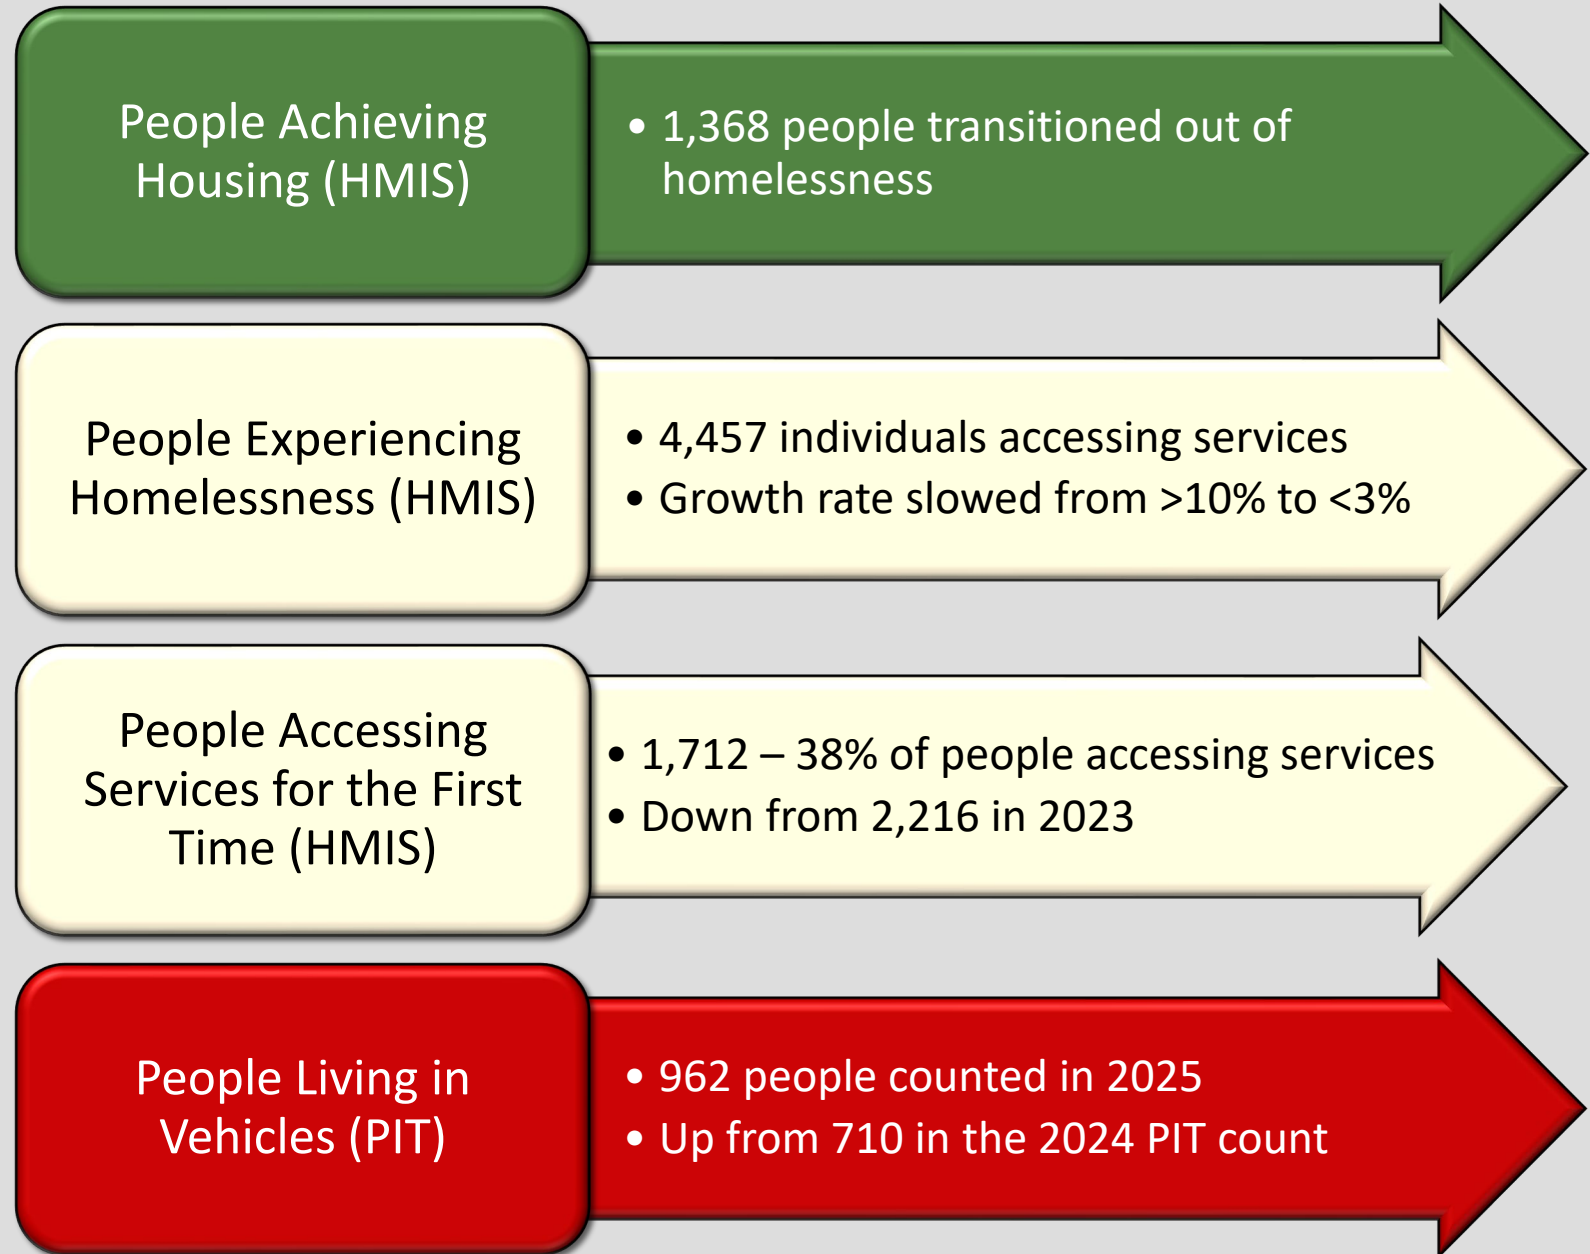 People Achieving
Housing (HMIS)
• 1,368 people transitioned out of
homelessness
People Experiencing
Homelessness (HMIS)
• 4,457 individuals accessing services
• Growth rate slowed from >10% to <3%
People Accessing
Services for the First
Time (HMIS)
• 1,712 – 38% of people accessing services
• Down from 2,216 in 2023
People Living in
Vehicles (PIT)
• 962 people counted in 2025
• Up from 710 in the 2024 PIT count